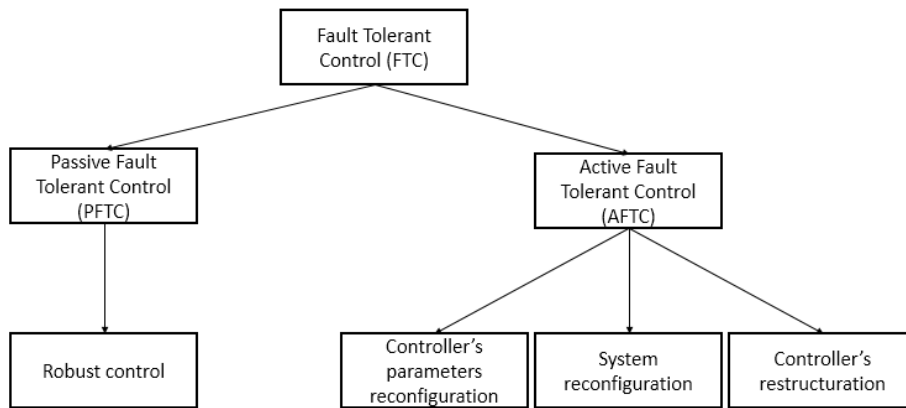 Fault Tolerant
Control (FTC)
Passive Fault
Tolerant Control
(PFTC)
Active Fault
Tolerant Control
(AFTC)
Robust control
Controller's
parameters
reconfiguration
System
reconfiguration
Controller's
restructuration